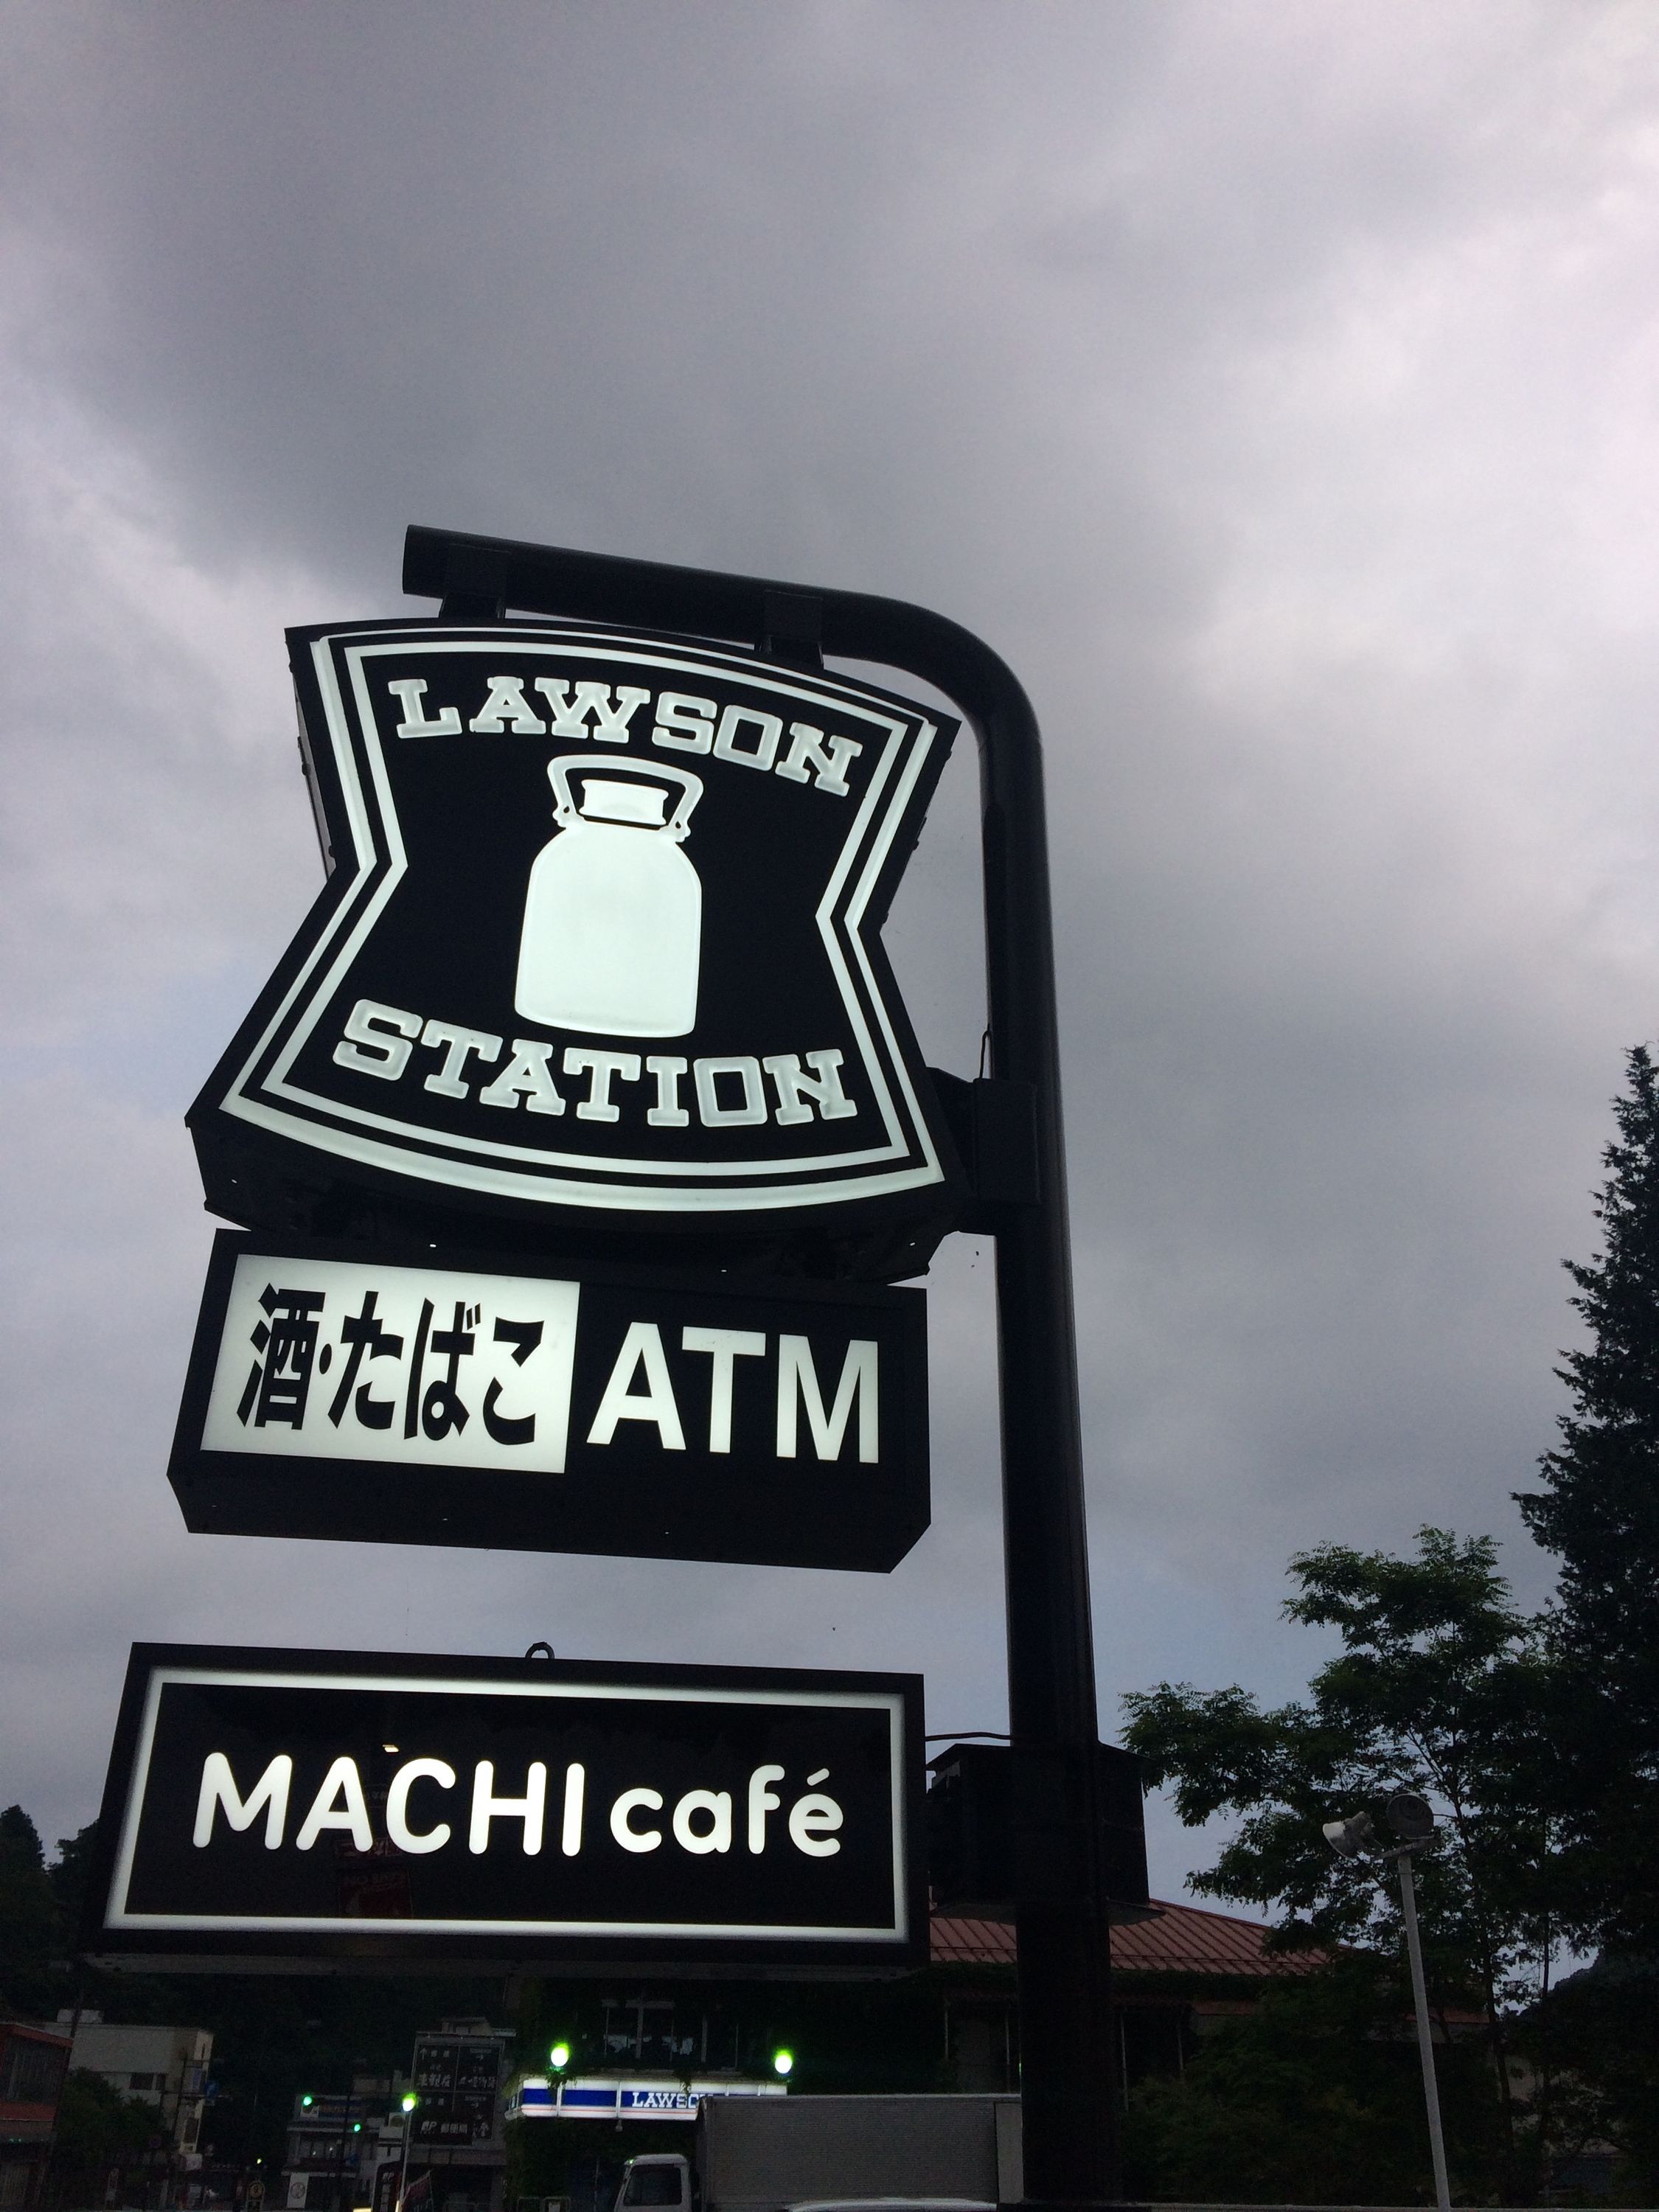 LAWSON
STATION
酒・たばこ ATM
MACHI café